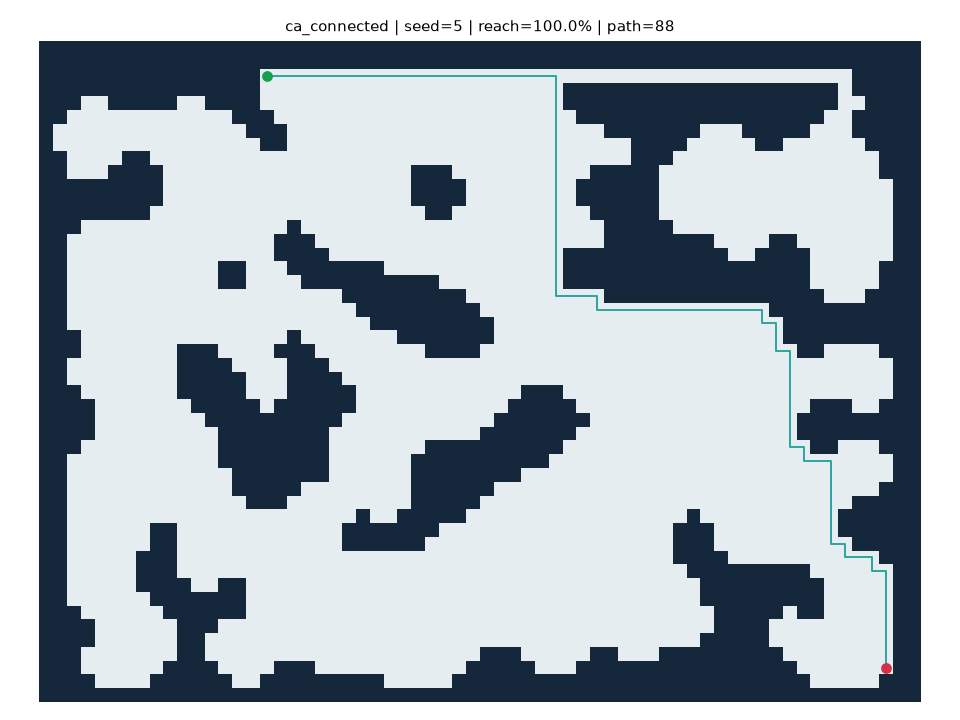 ca_connected | seed=5 | reach=100.0% | path=88